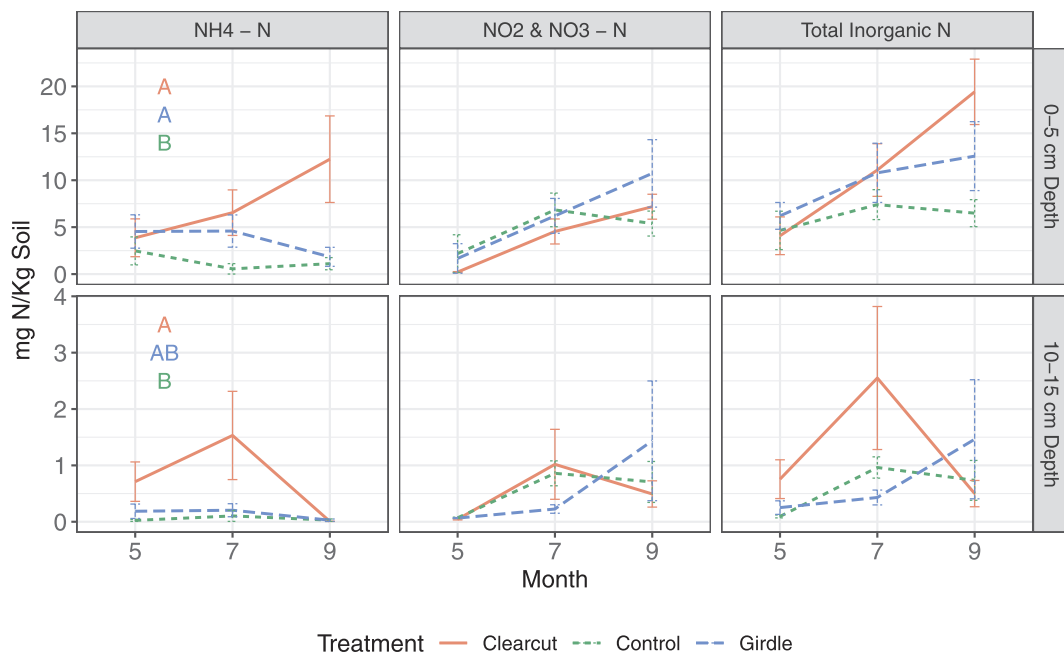 NH4 − N
NO2 & NO3 − N
Total Inorganic N
mg N/Kg Soil
20
15
10
5
0
A
A
B
0−5 cm Depth
4
3
2
1
0
A
AB
B
10−15 cm Depth
5 7 9 5 7 9 5 7 9
Month
Treatment Clearcut Control Girdle